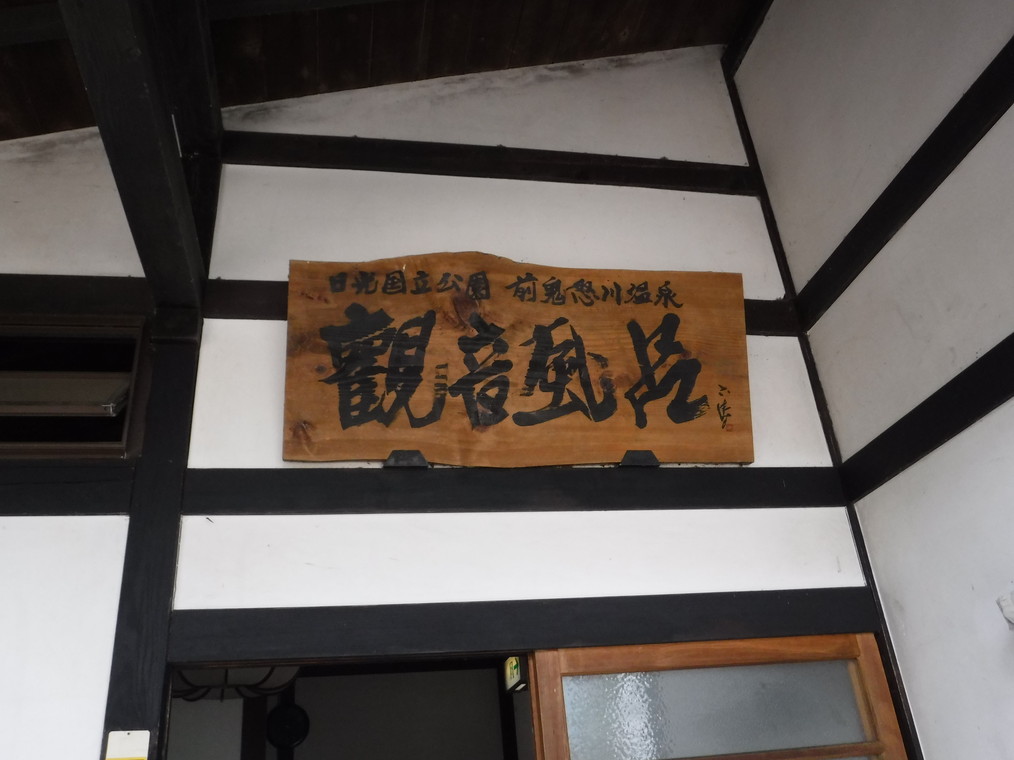 日光国立公園 前鬼怒川温泉
觀音風呂